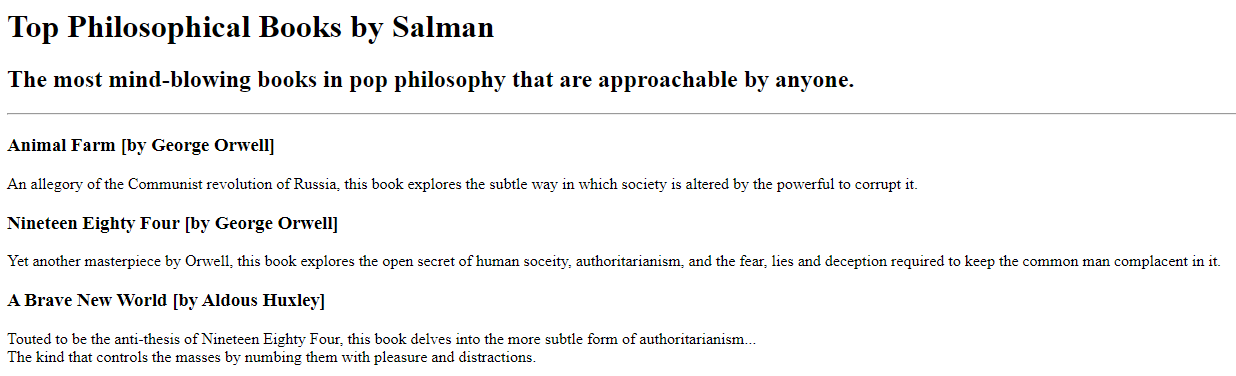 Top Philosophical Books by Salman
The most mind-blowing books in pop philosophy that are approachable by anyone.
Animal Farm [by George Orwell]
An allegory of the Communist revolution of Russia, this book explores the subtle way in which society is altered by the powerful to corrupt it.
Nineteen Eighty Four [by George Orwell]
Yet another masterpiece by Orwell, this book explores the open secret of human soceity, authoritarianism, and the fear, lies and deception required to keep the common man complacent in it.
A Brave New World [by Aldous Huxley]
Touted to be the anti-thesis of Nineteen Eighty Four, this book delves into the more subtle form of authoritarianism...
The kind that controls the masses by numbing them with pleasure and distractions.